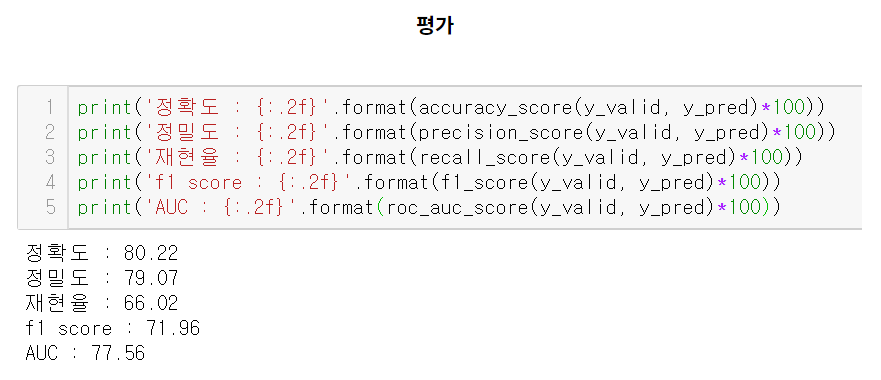 평가
1 print('정확도 : {:.2f}'.format(accuracy_score(y_valid, y_pred)*100))
2 print('정밀도 : {:.2f}'.format(precision_score(y_valid, y_pred)*100))
3 print('재현율 : {:.2f}'.format(recall_score(y_valid, y_pred)*100))
4 print('f1 score : {:.2f}'.format(f1_score(y_valid, y_pred)*100))
5 print('AUC : {:.2f}'.format(roc_auc_score(y_valid, y_pred)*100))
정확도 : 80.22
정밀도 : 79.07
재현율 : 66.02
f1 score : 71.96
AUC : 77.56